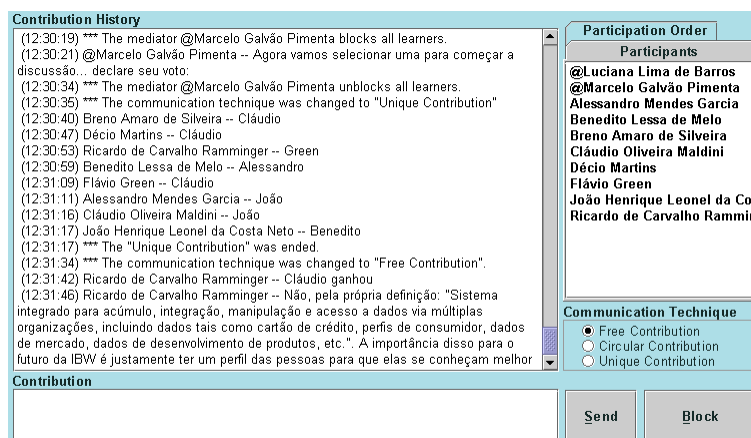 Contribution History
(12:30:19) *** The mediator @Marcelo Galvão Pimenta blocks all learners.
(12:30:21) @Marcelo Galvão Pimenta -- Agora vamos selecionar uma para começar a
discussão... declare seu voto:
(12:30:34) *** The mediator @Marcelo Galvão Pimenta unblocks all learners.
(12:30:35) *** The communication technique was changed to "Unique Contribution"
(12:30:40) Breno Amaro de Silveira -- Cláudio
(12:30:47) Décio Martins -- Cláudio
(12:30:53) Ricardo de Carvalho Ramminger -- Green
(12:30:59) Benedito Lessa de Melo -- Alessandro
(12:31:09) Flávio Green -- Cláudio
(12:31:11) Alessandro Mendes Garcia -- João
(12:31:16) Cláudio Oliveira Maldini -- João
(12:31:17) João Henrique Leonel da Costa Neto -- Benedito
(12:31:17) *** The "Unique Contribution" was ended.
(12:31:34) *** The communication technique was changed to "Free Contribution".
(12:31:42) Ricardo de Carvalho Ramminger -- Cláudio ganhou
(12:31:46) Ricardo de Carvalho Ramminger -- Não, pela própria definição: "Sistema
integrado para acúmulo, integração, manipulação e acesso a dados via múltiplas
organizações, incluindo dados tais como cartão de crédito, perfis de consumidor, dados
de mercado, dados de desenvolvimento de produtos, etc.". A importância disso para o
futuro da IBW é justamente ter um perfil das pessoas para que elas se conheçam melhor
Participation Order
Participants
@Luciana Lima de Barros
@Marcelo Galvão Pimenta
Alessandro Mendes Garcia
Benedito Lessa de Melo
Breno Amaro de Silveira
Cláudio Oliveira Maldini
Décio Martins
Flávio Green
João Henrique Leonel da Co
Ricardo de Carvalho Rammi
Communication Technique
Free Contribution
Circular Contribution
Unique Contribution
Contribution
Send
Block